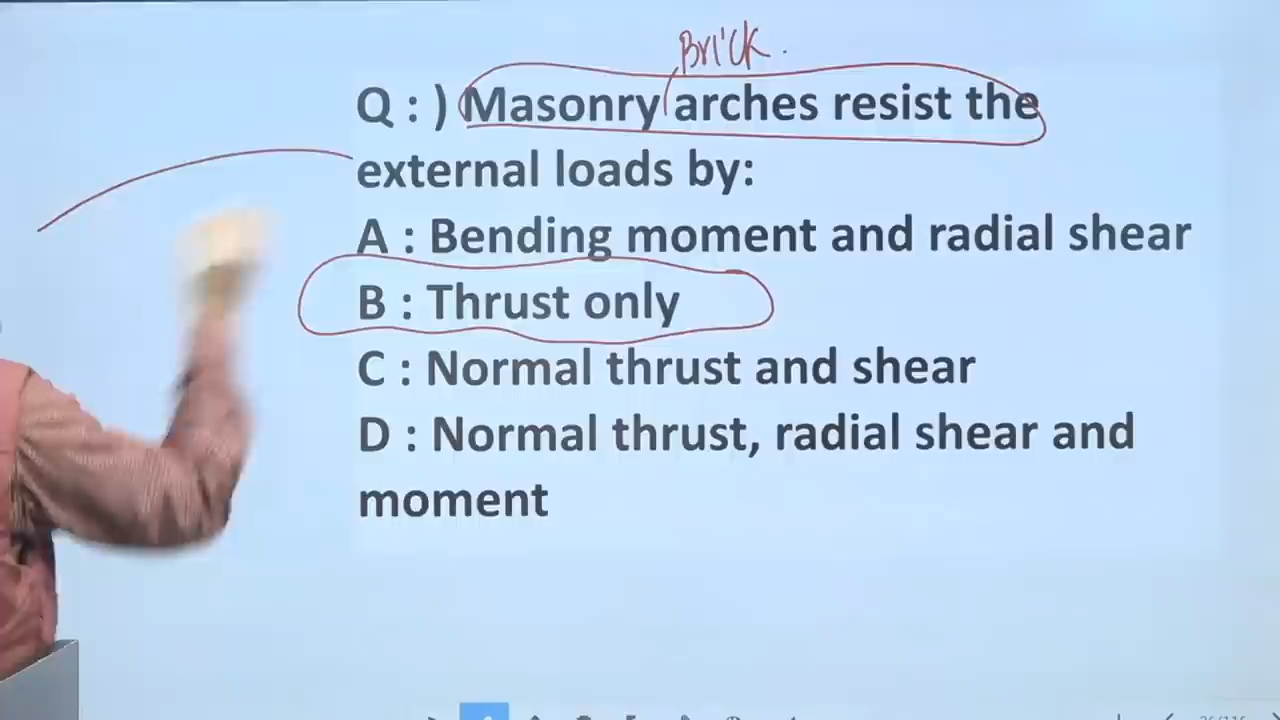 Brick.
Q : ) Masonry arches resist the
external loads by:
A : Bending moment and radial shear
B : Thrust only
C : Normal thrust and shear
D : Normal thrust, radial shear and
moment